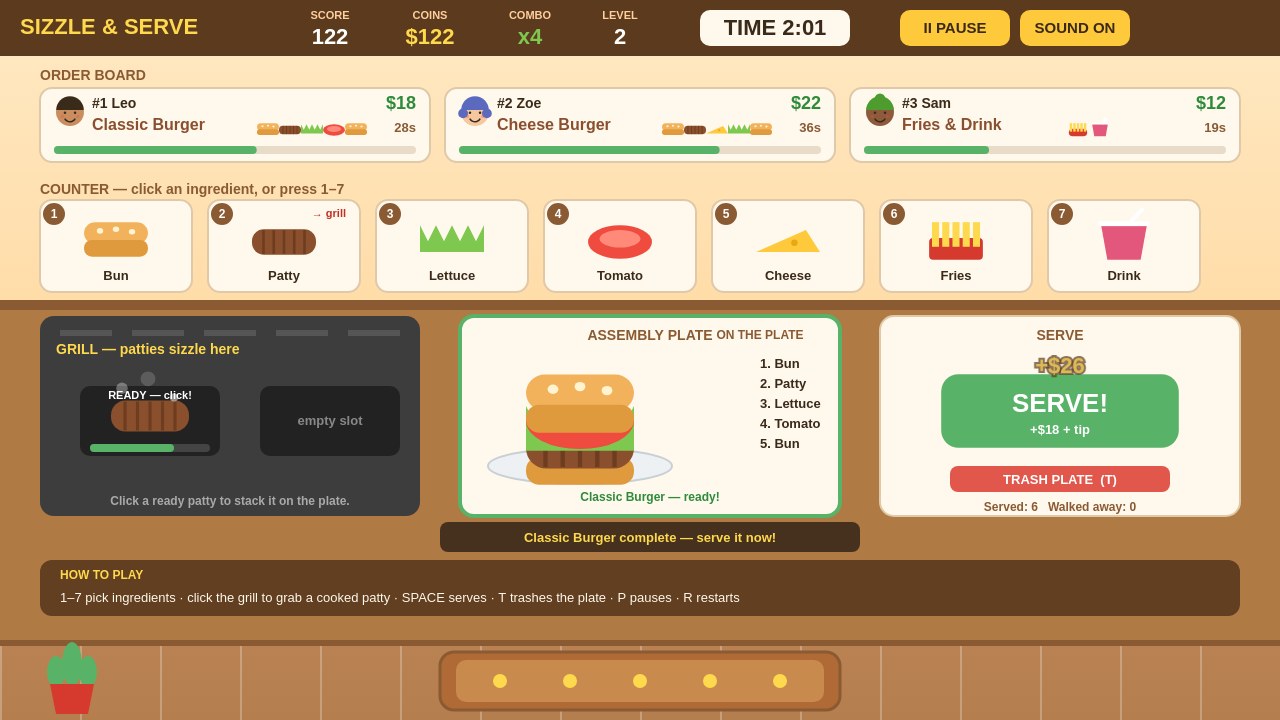 SIZZLE & SERVE
SCORE
122
COINS
$122
COMBO
x4
LEVEL
2
TIME 2:01
II PAUSE
SOUND ON
ORDER BOARD
#1 Leo
$18
Classic Burger
28s
#2 Zoe
$22
Cheese Burger
36s
#3 Sam
$12
Fries & Drink
19s
COUNTER — click an ingredient, or press 1–7
1
Bun
2
→ grill
Patty
3
Lettuce
4
Tomato
5
Cheese
6
Fries
7
Drink
GRILL — patties sizzle here
READY — click!
empty slot
Click a ready patty to stack it on the plate.
ASSEMBLY PLATE ON THE PLATE
1. Bun
2. Patty
3. Lettuce
4. Tomato
5. Bun
Classic Burger — ready!
SERVE
+$26
SERVE!
+$18 + tip
TRASH PLATE (T)
Served: 6 Walked away: 0
Classic Burger complete — serve it now!
HOW TO PLAY
1–7 pick ingredients · click the grill to grab a cooked patty · SPACE serves · T trashes the plate · P pauses · R restarts